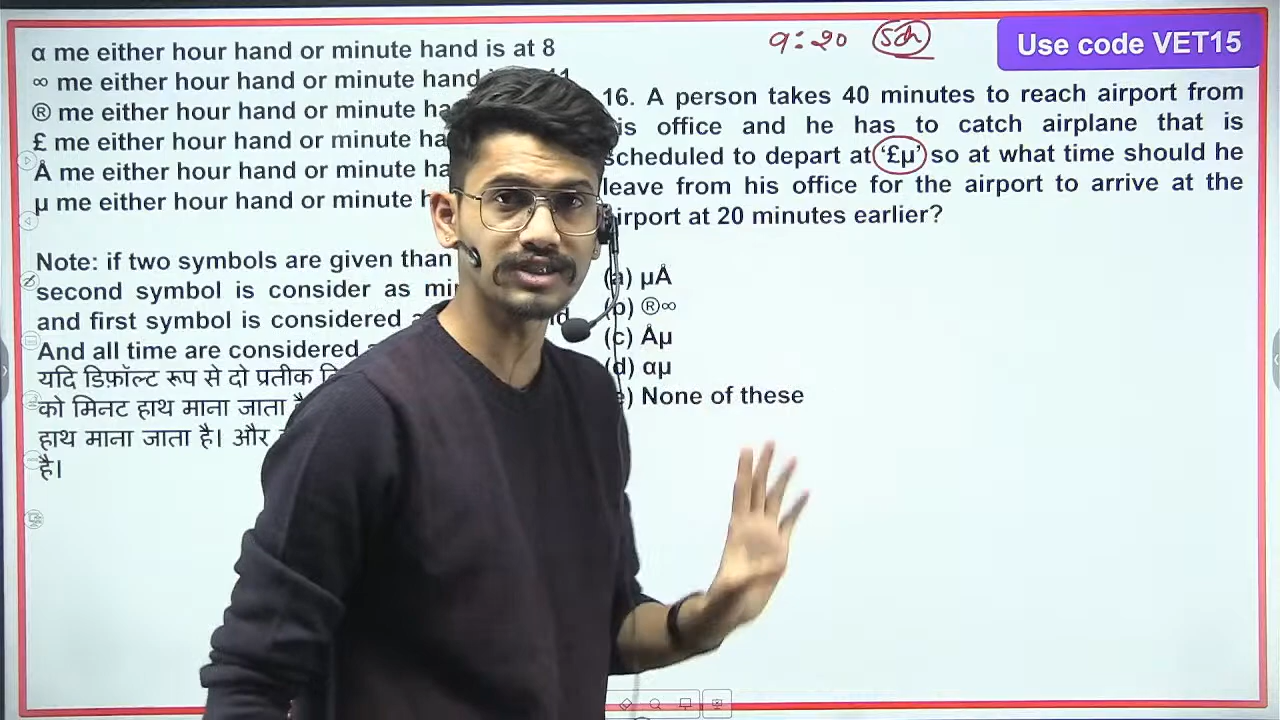 α me either hour hand or minute hand is at 8
∞ me either hour hand or minute hand
® me either hour hand or minute
£ me either hour hand or minute
Å me either hour hand or minute
μ me either hour hand or minute
Note: if two symbols are given than
second symbol is consider as
and first symbol is considered
And all time are considered
यदि डिफ़ॉल्ट रूप से दो प्रतीक
को मिनट हाथ माना जाता
हाथ माना जाता है। और
है।
9:20 Sch
Use code VET15
16. A person takes 40 minutes to reach airport from
office and he has to catch airplane that is
scheduled to depart at '£μ' so at what time should he
leave from his office for the airport to arrive at the
airport at 20 minutes earlier?
(a) μÅ
(b) ®∞
(c) Åμ
(d) αμ
None of these